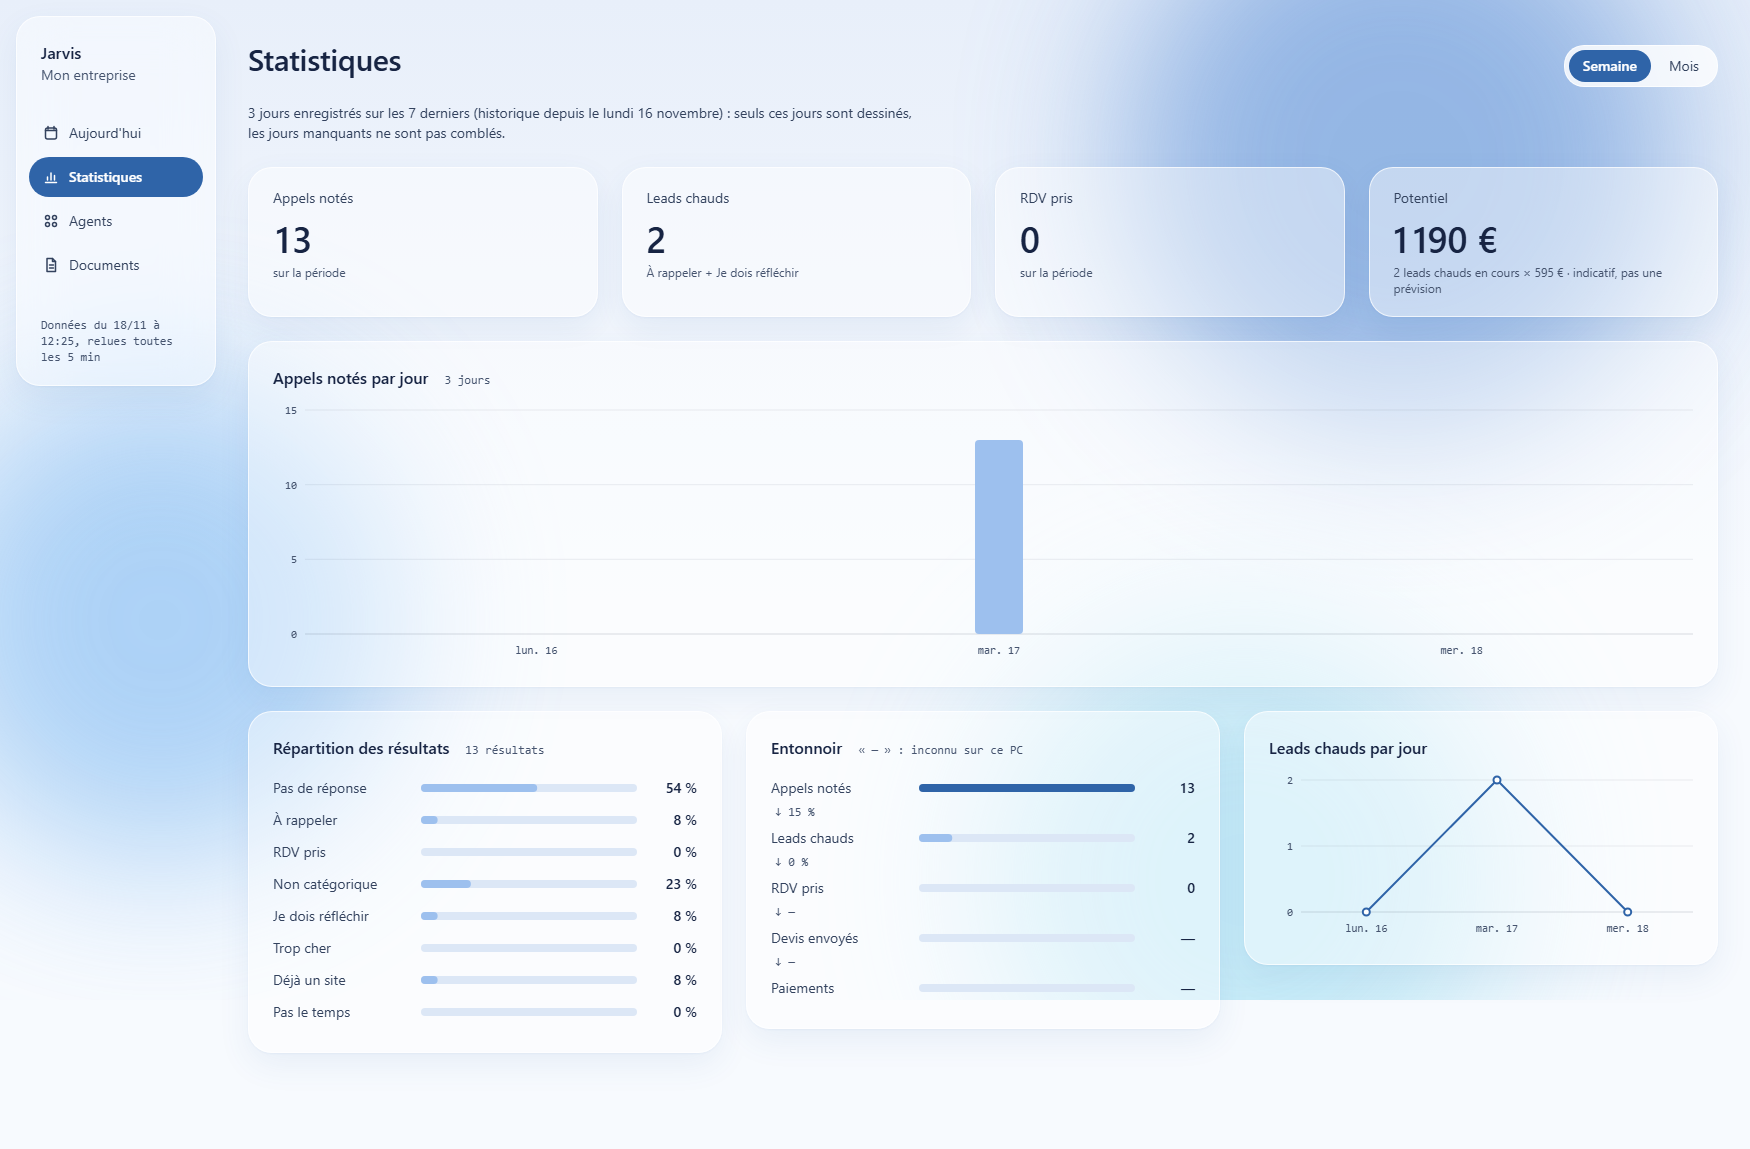 Jarvis
Mon entreprise
Aujourd'hui
Statistiques
Agents
Documents
Données du 18/11 à
12:25, relues toutes
les 5 min
Statistiques
Semaine
Mois
3 jours enregistrés sur les 7 derniers (historique depuis le lundi 16 novembre) : seuls ces jours sont dessinés,
les jours manquants ne sont pas comblés.
Appels notés
13
sur la période
Leads chauds
2
À rappeler + Je dois réfléchir
RDV pris
0
sur la période
Potentiel
1 190 €
2 leads chauds en cours × 595 € · indicatif, pas une
prévision
Appels notés par jour 3 jours
15
10
5
0
lun. 16
mar. 17
mer. 18
Répartition des résultats 13 résultats
Pas de réponse 54 %
À rappeler 8 %
RDV pris 0 %
Non catégorique 23 %
Je dois réfléchir 8 %
Trop cher 0 %
Déjà un site 8 %
Pas le temps 0 %
Entonnoir « — » : inconnu sur ce PC
Appels notés 13
↓ 15 %
Leads chauds 2
↓ 0 %
RDV pris 0
↓ —
Devis envoyés —
↓ —
Paiements —
Leads chauds par jour
2
1
0
lun. 16
mar. 17
mer. 18